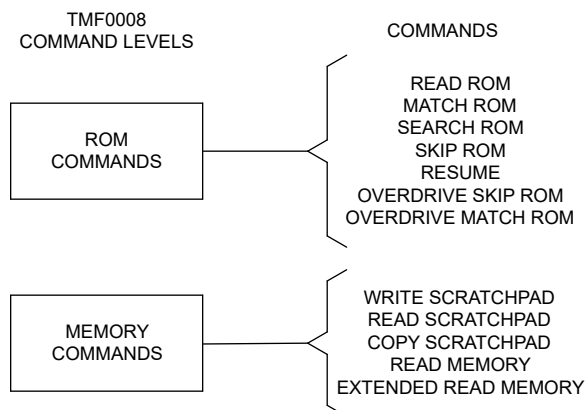 TMF0008
COMMAND LEVELS
COMMANDS
ROM
COMMANDS
READ ROM
MATCH ROM
SEARCH ROM
SKIP ROM
RESUME
OVERDRIVE SKIP ROM
OVERDRIVE MATCH ROM
MEMORY
COMMANDS
WRITE SCRATCHPAD
READ SCRATCHPAD
COPY SCRATCHPAD
READ MEMORY
EXTENDED READ MEMORY